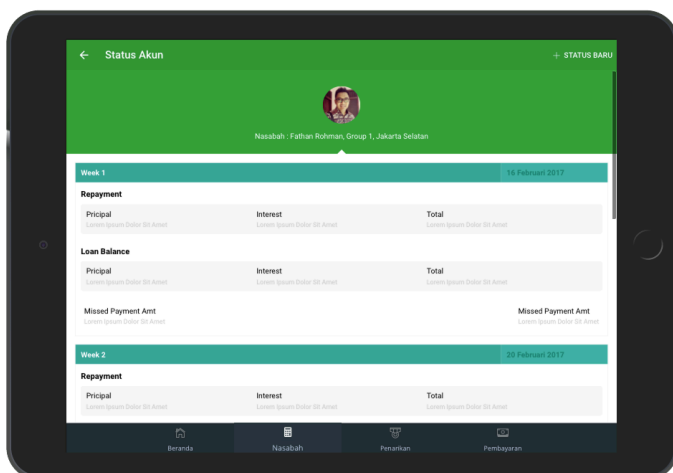 Status Akun
+ STATUS BARU
Nasabah : Fathan Rohman, Group 1, Jakarta Selatan
Week 1 16 Februari 2017
Repayment
Pricipal Interest Total
Lorem Ipsum Dolor Sit Amet Lorem Ipsum Dolor Sit Amet Lorem Ipsum Dolor Sit Amet
Loan Balance
Pricipal Interest Total
Lorem Ipsum Dolor Sit Amet Lorem Ipsum Dolor Sit Amet Lorem Ipsum Dolor Sit Amet
Missed Payment Amt Missed Payment Amt
Lorem Ipsum Dolor Sit Amet Lorem Ipsum Dolor Sit Amet
Week 2 20 Februari 2017
Repayment
Pricipal Interest Total
Lorem Ipsum Dolor Sit Amet Lorem Ipsum Dolor Sit Amet Lorem Ipsum Dolor Sit Amet
Beranda Nasabah Penarikan Pembayaran